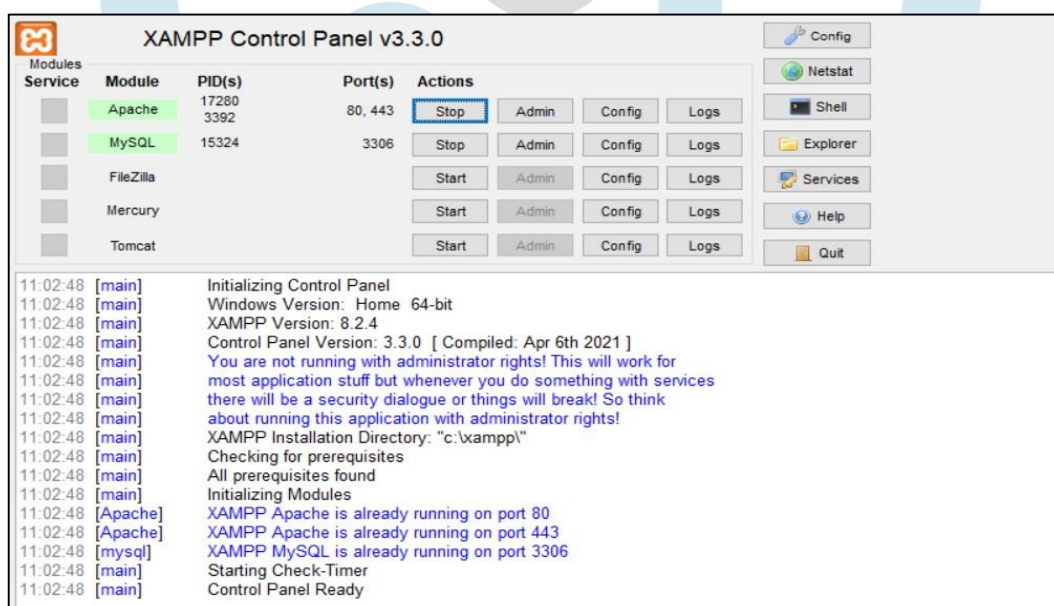 XAMPP Control Panel v3.3.0
Config
Modules
Service Module PID(s) Port(s) Actions
Netstat
Apache 17280 3392 80, 443 Stop Admin Config Logs
Shell
MySQL 15324 3306 Stop Admin Config Logs
Explorer
FileZilla Start Admin Config Logs
Services
Mercury Start Admin Config Logs
Help
Tomcat Start Admin Config Logs
Quit
11:02:48 [main] Initializing Control Panel
11:02:48 [main] Windows Version: Home 64-bit
11:02:48 [main] XAMPP Version: 8.2.4
11:02:48 [main] Control Panel Version: 3.3.0 [ Compiled: Apr 6th 2021 ]
11:02:48 [main] You are not running with administrator rights! This will work for
11:02:48 [main] most application stuff but whenever you do something with services
11:02:48 [main] there will be a security dialogue or things will break! So think
11:02:48 [main] about running this application with administrator rights!
11:02:48 [main] XAMPP Installation Directory: "c:\xampp\"
11:02:48 [main] Checking for prerequisites
11:02:48 [main] All prerequisites found
11:02:48 [main] Initializing Modules
11:02:48 [Apache] XAMPP Apache is already running on port 80
11:02:48 [Apache] XAMPP Apache is already running on port 443
11:02:48 [mysql] XAMPP MySQL is already running on port 3306
11:02:48 [main] Starting Check-Timer
11:02:48 [main] Control Panel Ready